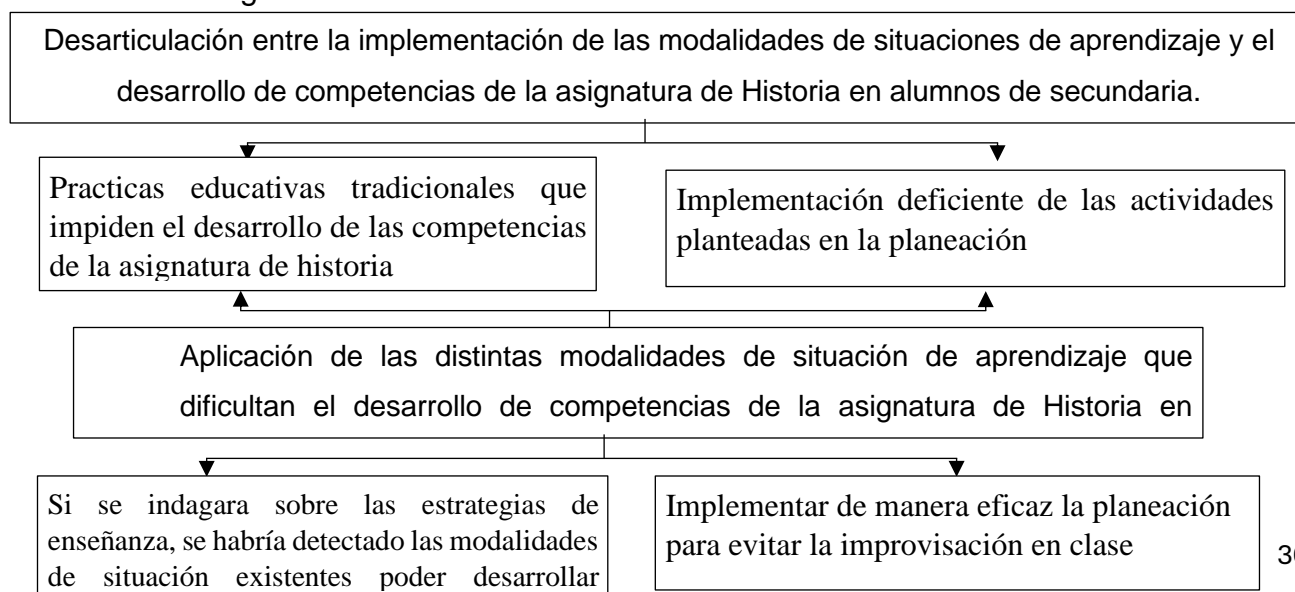 Desarticulación entre la implementación de las modalidades de situaciones de aprendizaje y el
desarrollo de competencias de la asignatura de Historia en alumnos de secundaria.
Practicas educativas tradicionales que
impiden el desarrollo de las competencias
de la asignatura de historia
Implementación deficiente de las actividades
planteadas en la planeación
Aplicación de las distintas modalidades de situación de aprendizaje que
dificultan el desarrollo de competencias de la asignatura de Historia en
Si se indagara sobre las estrategias de
enseñanza, se habría detectado las modalidades
de situación existentes poder desarrollar
Implementar de manera eficaz la planeación
para evitar la improvisación en clase